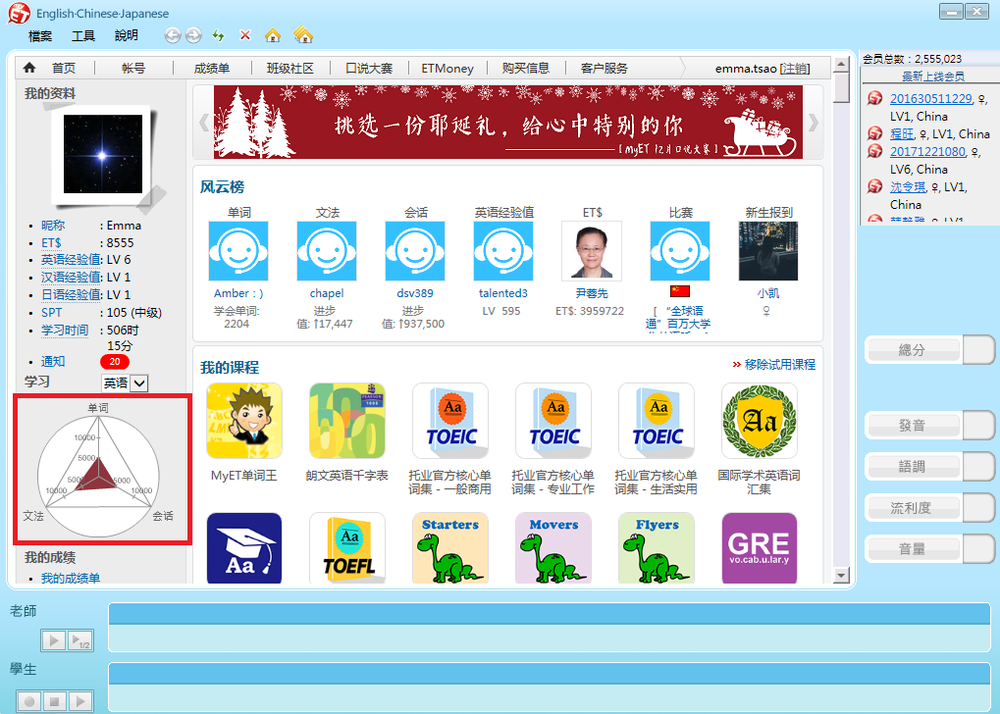 English-Chinese-Japanese
檔案 工具 說明
首页 帐号 成绩单 班级社区 口说大赛 ETMoney 购买信息 客户服务 emma.tsao [注销]
我的资料
昵称 : Emma
ET$ : 8555
英语经验值: LV 6
汉语经验值: LV 1
日语经验值: LV 1
SPT : 105 (中级)
学习时间 : 506时
15分
通知 20
学习 英语
单词
10000
5000
5000 5000
10000 10000
文法 会话
我的成绩
我的成绩单
挑选一份耶诞礼，给心中特别的你
[ MyET 12月口说大赛 ]
风云榜
单词 文法 会话 英语经验值 ET$ 比赛 新生报到
Amber : ) chapel dsv389 talented3 尹蓉先 小凯
学会单词: 2204
进步值: ↑17,447
进步值: ↑937,500
LV 595
ET$: 3959722
[ “全球语
通”百万大学
♀
我的课程 »移除试用课程
Aa TOEIC Aa TOEIC Aa TOEIC Aa
MyET单词王
朗文英语千字表
托业官方核心单词集 - 一般商用
托业官方核心单词集 - 专业工作
托业官方核心单词集 - 生活实用
国际学术英语词汇集
Aa
Aa TOEFL
Starters
Movers
Flyers
GRE
vo.cab.u.lar.y
会员总数 : 2,555,023
最新上线会员
201630511229, ♀,
LV1, China
程旺, ♀, LV1, China
20171221080, ♀,
LV6, China
沈令琪, ♀, LV1,
China
總分
發音
語調
流利度
音量
老師
1/2
學生